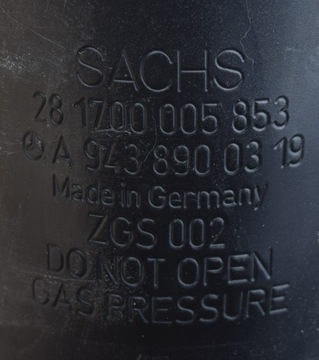 SACHS
28 1700 005 853
A 943 890 03 19
Made in Germany
ZGS 002
DO NOT OPEN
GAS PRESSURE